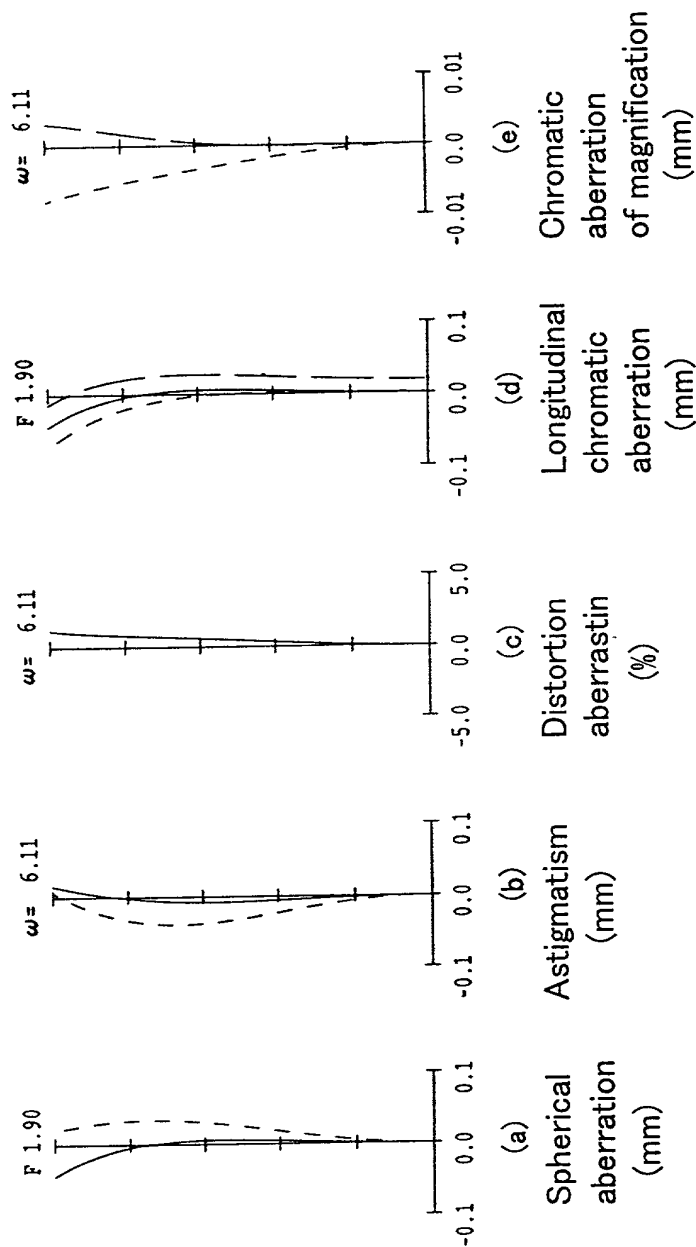 F 1.90
-0.1
0.0
0.1
(a)
Spherical
aberration
(mm)
ω= 6.11
-0.1
0.0
0.1
(b)
Astigmatism
(mm)
ω= 6.11
-5.0
0.0
5.0
(c)
Distortion
aberrastin
(%)
F 1.90
-0.1
0.0
0.1
(d)
Longitudinal
chromatic
aberration
(mm)
ω= 6.11
-0.01
0.0
0.01
(e)
Chromatic
aberration
of magnification
(mm)